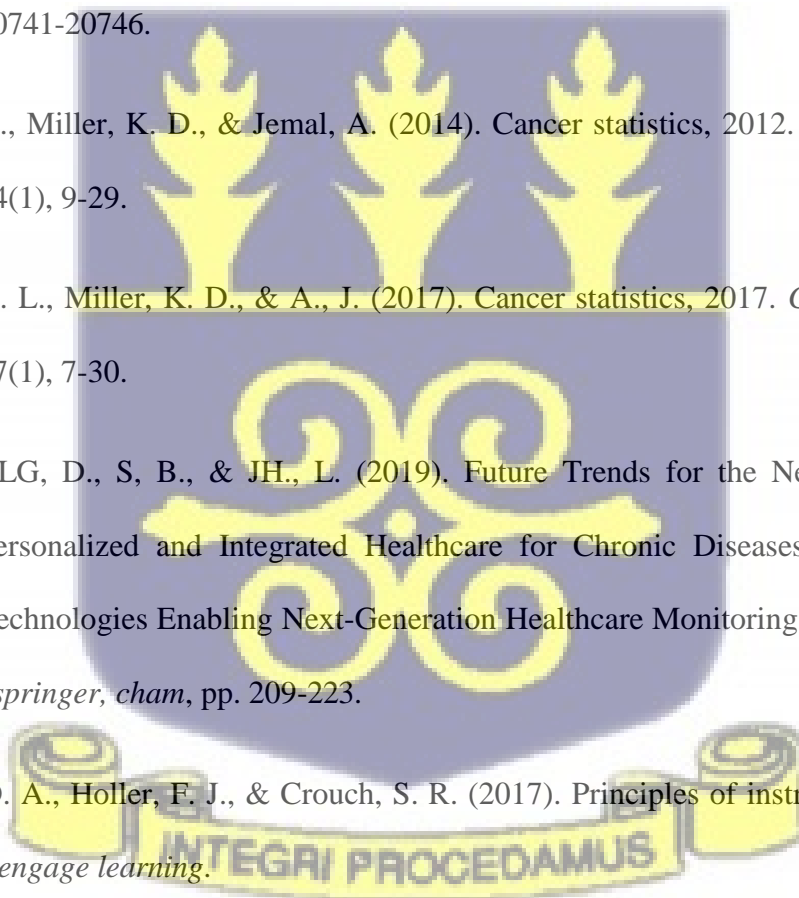 0741-20746.
., Miller, K. D., & Jemal, A. (2014). Cancer statistics, 2012.
4(1), 9-29.
. L., Miller, K. D., & A., J. (2017). Cancer statistics, 2017. C
7(1), 7-30.
LG, D., S, B., & JH., L. (2019). Future Trends for the Ne
ersonalized and Integrated Healthcare for Chronic Diseases
echnologies Enabling Next-Generation Healthcare Monitoring
springer, cham, pp. 209-223.
. A., Holler, F. J., & Crouch, S. R. (2017). Principles of instr
engage learning.
INTEGRI PROCEDAMUS